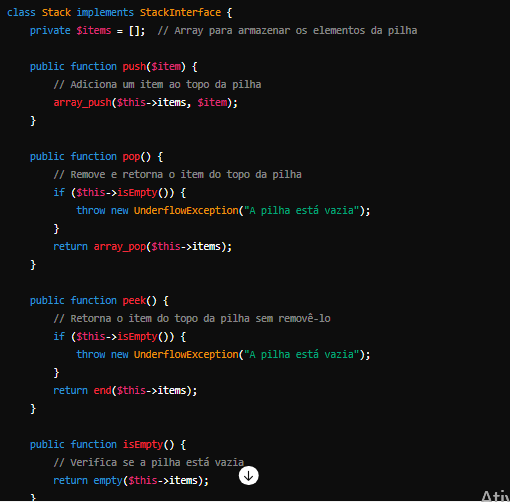 class Stack implements StackInterface {
    private $items = [];  // Array para armazenar os elementos da pilha

    public function push($item) {
        // Adiciona um item ao topo da pilha
        array_push($this->items, $item);
    }

    public function pop() {
        // Remove e retorna o item do topo da pilha
        if ($this->isEmpty()) {
            throw new UnderflowException("A pilha está vazia");
        }
        return array_pop($this->items);
    }

    public function peek() {
        // Retorna o item do topo da pilha sem removê-lo
        if ($this->isEmpty()) {
            throw new UnderflowException("A pilha está vazia");
        }
        return end($this->items);
    }

    public function isEmpty() {
        // Verifica se a pilha está vazia
        return empty($this->items);
    }